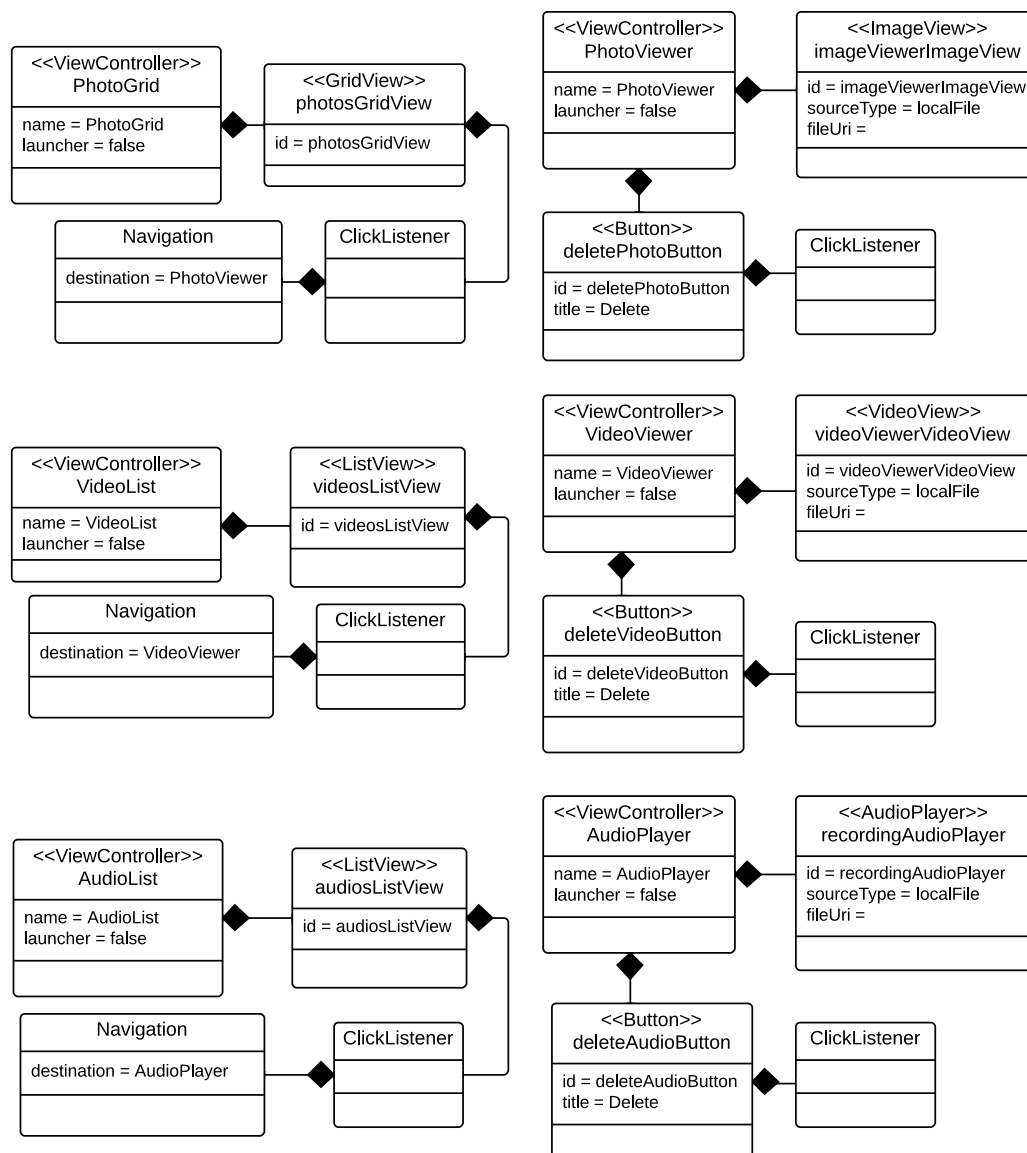 <<ViewController>>
PhotoGrid
name = PhotoGrid
launcher = false
<<GridView>>
photosGridView
id = photosGridView
Navigation
destination = PhotoViewer
ClickListener
<<ViewController>>
PhotoViewer
name = PhotoViewer
launcher = false
<<ImageView>>
imageViewerImageView
id = imageViewerImageView
sourceType = localFile
fileUri =
<<Button>>
deletePhotoButton
id = deletePhotoButton
title = Delete
ClickListener
<<ViewController>>
VideoList
name = VideoList
launcher = false
<<ListView>>
videosListView
id = videosListView
Navigation
destination = VideoViewer
ClickListener
<<ViewController>>
VideoViewer
name = VideoViewer
launcher = false
<<VideoView>>
videoViewerVideoView
id = videoViewerVideoView
sourceType = localFile
fileUri =
<<Button>>
deleteVideoButton
id = deleteVideoButton
title = Delete
ClickListener
<<ViewController>>
AudioList
name = AudioList
launcher = false
<<ListView>>
audiosListView
id = audiosListView
Navigation
destination = AudioPlayer
ClickListener
<<ViewController>>
AudioPlayer
name = AudioPlayer
launcher = false
<<AudioPlayer>>
recordingAudioPlayer
id = recordingAudioPlayer
sourceType = localFile
fileUri =
<<Button>>
deleteAudioButton
id = deleteAudioButton
title = Delete
ClickListener